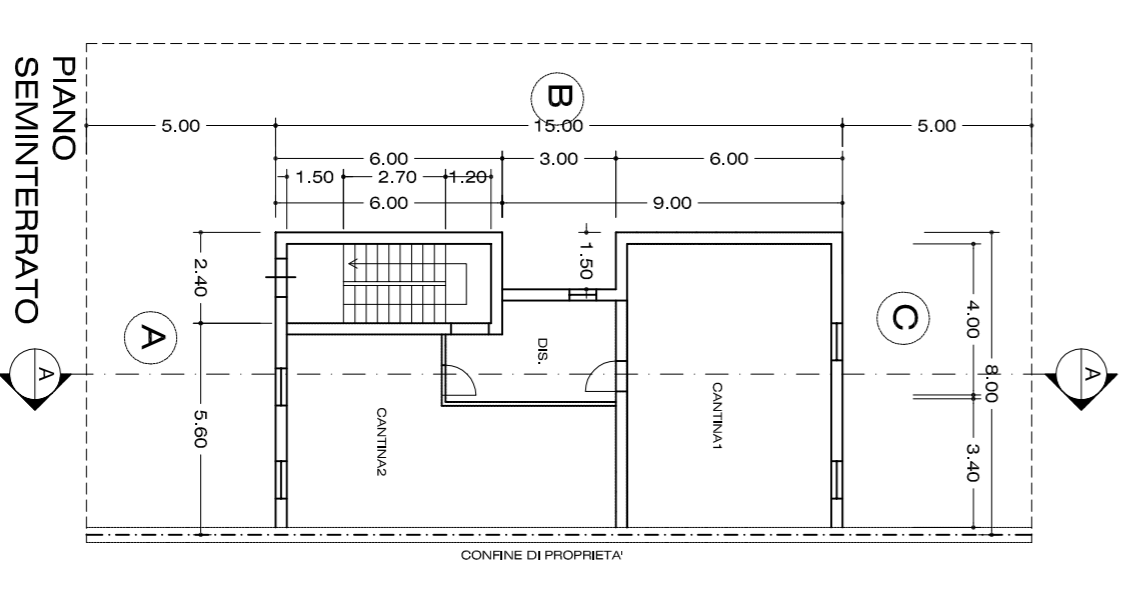 PIANO
SEMINTERRATO
B
5.00
15.00
5.00
6.00
3.00
6.00
1.50
2.70
1.20
6.00
9.00
2.40
1.50
4.00
8.00
A
C
DIS.
A
A
5.60
CANTINA2
CANTINA1
3.40
CONFINE DI PROPRIETA'